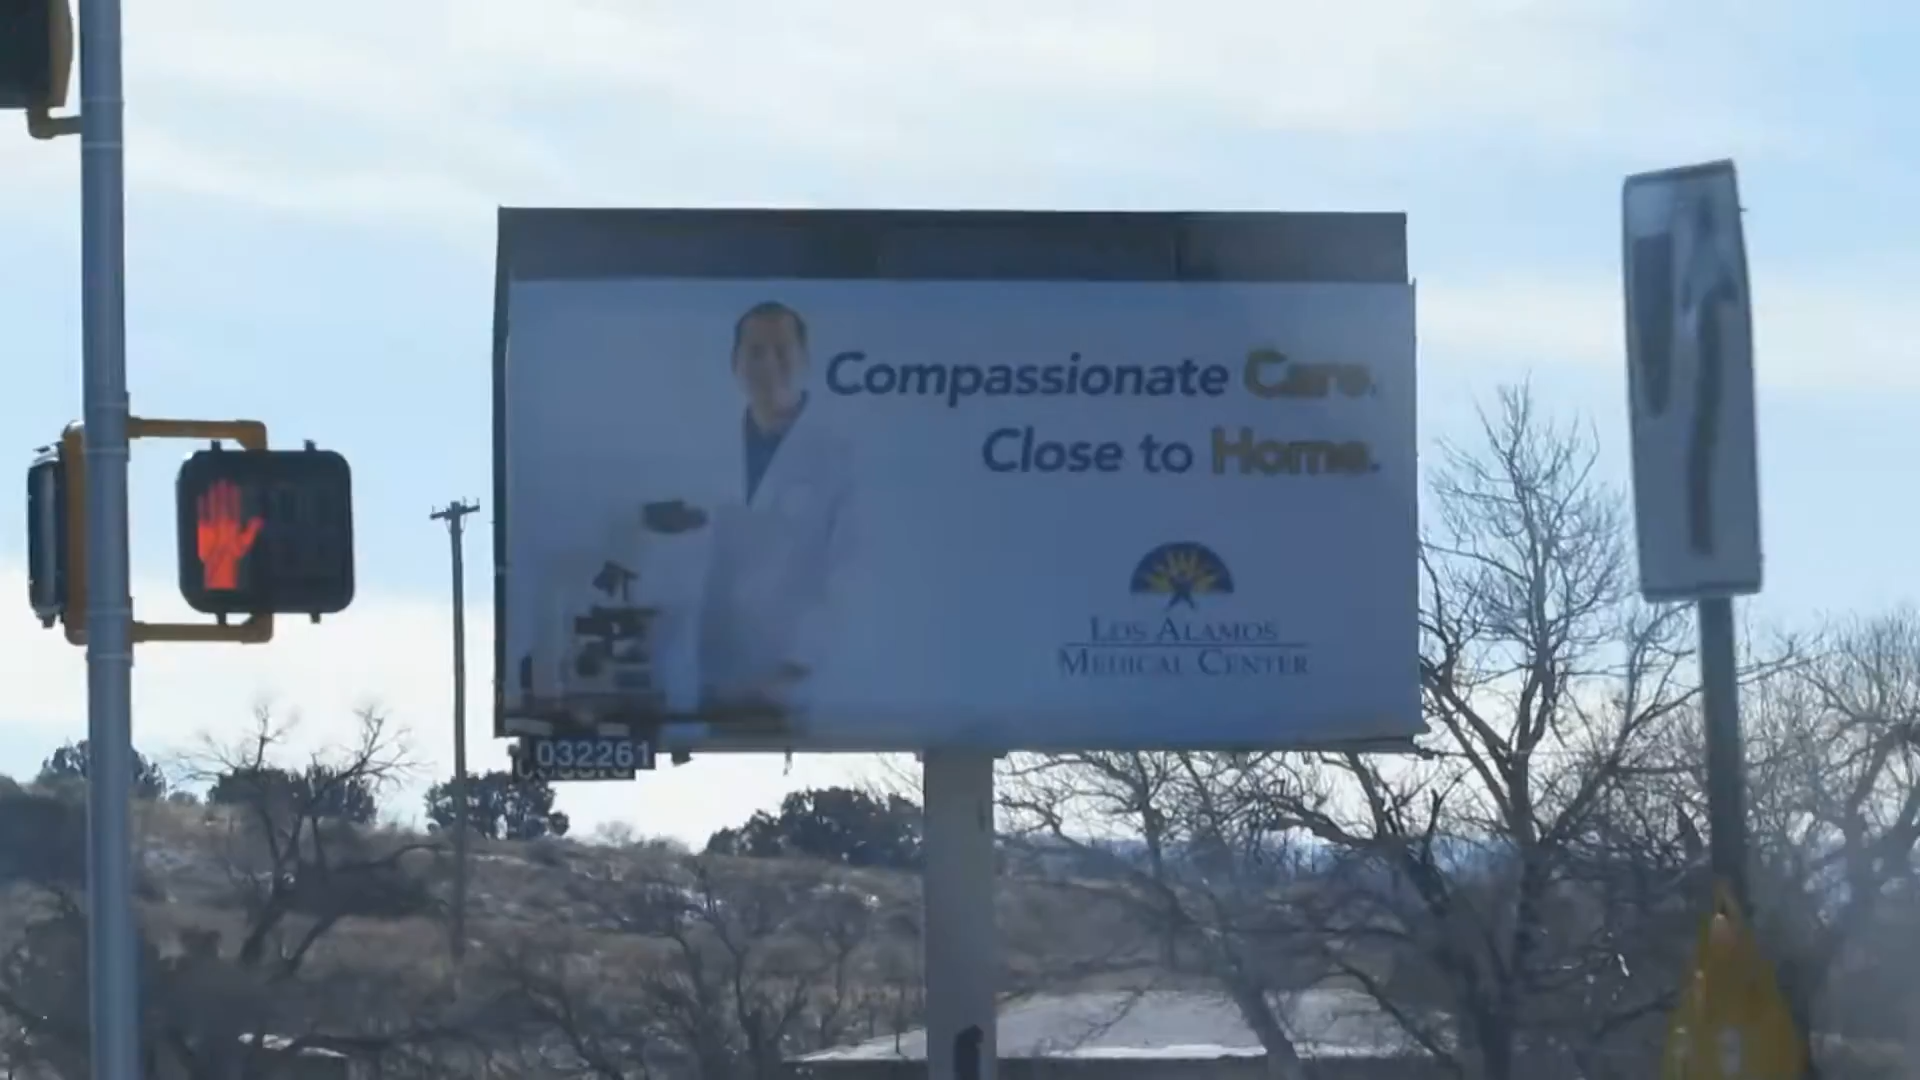 Compassionate Care.
Close to Home.
LOS ALAMOS
MEDICAL CENTER
032261